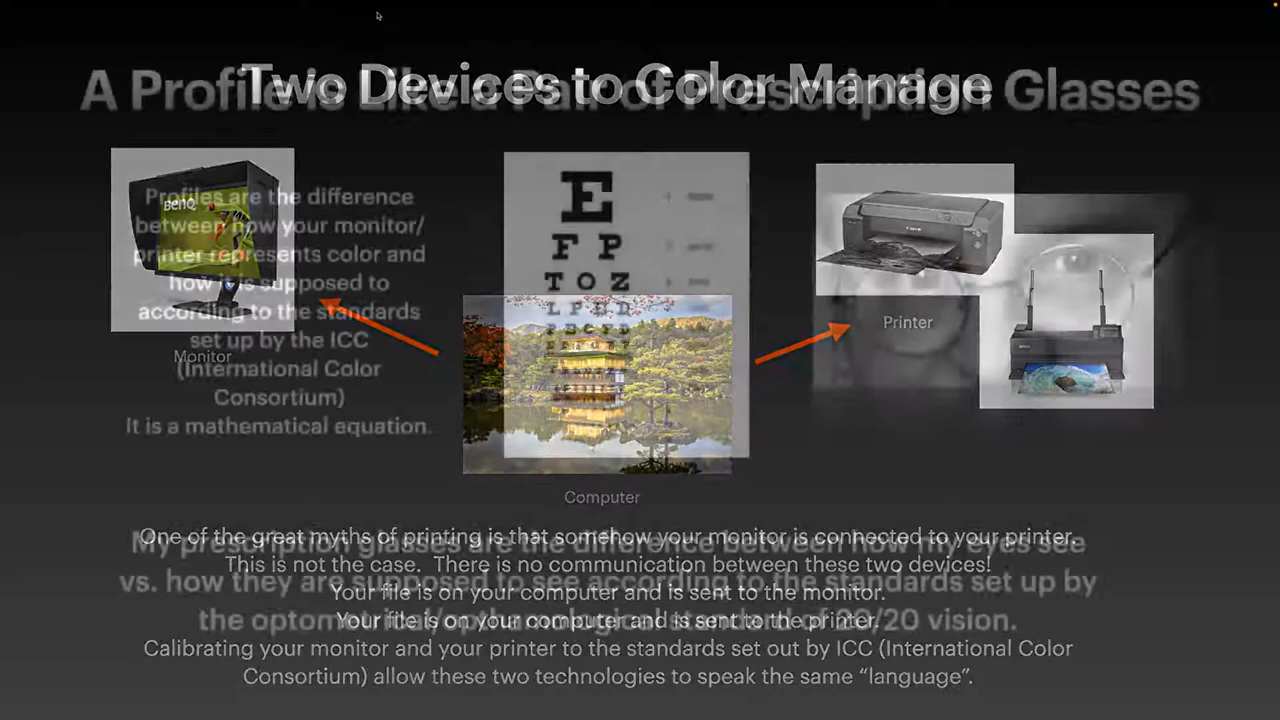 A Profile is Like a Pair of Prescription Glasses
Two Devices to Color Manage
Profiles are the difference
between how your monitor/
printer represents color and
how it is supposed to
according to the standards
set up by the ICC
(International Color
Consortium)
It is a mathematical equation.
BenQ
Monitor
E
F P
T O Z
L P E D
P E C F D
Computer
Printer
One of the great myths of printing is that somehow your monitor is connected to your printer.
This is not the case. There is no communication between these two devices!
Your file is on your computer and is sent to the monitor.
Your file is on your computer and is sent to the printer.
Calibrating your monitor and your printer to the standards set out by ICC (International Color
Consortium) allow these two technologies to speak the same “language”.
My prescription glasses are the difference between how my eyes see
vs. how they are supposed to see according to the standards set up by
the optometrical/opthamological standard of 20/20 vision.